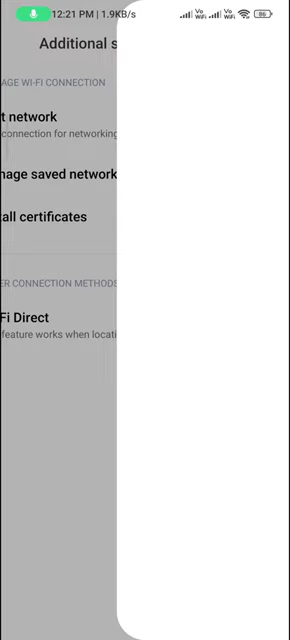 12:21 PM | 1.9KB/s
Vo
WiFi
Vo
WiFi
86
Additional s
AGE WI-FI CONNECTION
t network
connection for networking
nage saved network
tall certificates
ER CONNECTION METHODS
Fi Direct
feature works when locati